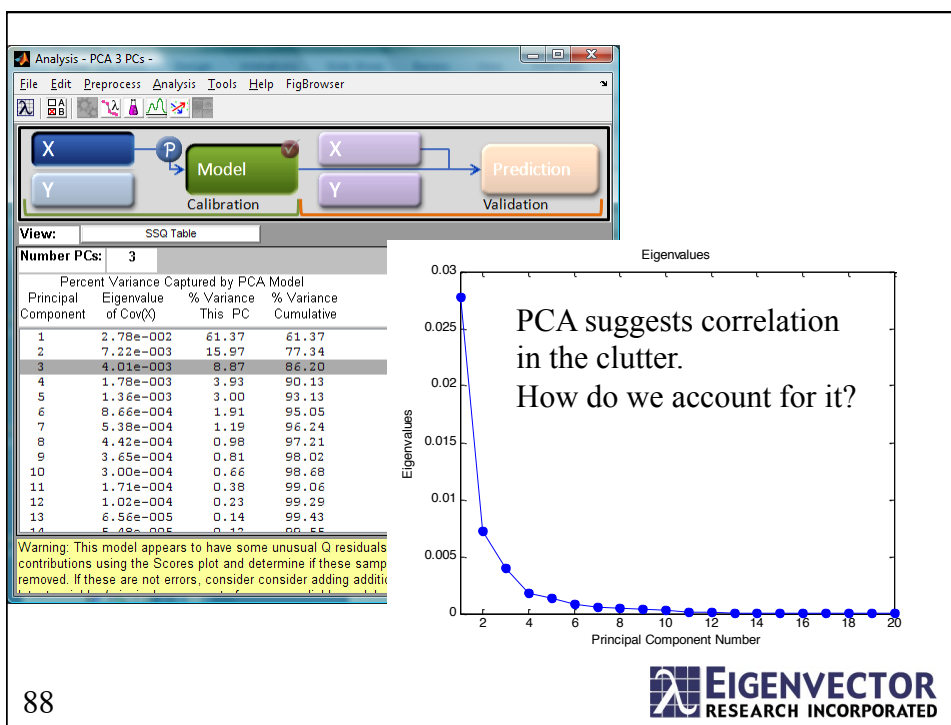 Analysis - PCA 3 PCs -
File Edit Preprocess Analysis Tools Help FigBrowser
X
P
Model
X
Prediction
Y
Y
Calibration
Validation
View:
SSQ Table
Number PCs: 3
Percent Variance Captured by PCA Model
Principal Eigenvalue % Variance % Variance
Component of Cov(X) This PC Cumulative
1 2.78e-002 61.37 61.37
2 7.22e-003 15.97 77.34
3 4.01e-003 8.87 86.20
4 1.78e-003 3.93 90.13
5 1.36e-003 3.00 93.13
6 8.66e-004 1.91 95.05
7 5.38e-004 1.19 96.24
8 4.42e-004 0.98 97.21
9 3.65e-004 0.81 98.02
10 3.00e-004 0.66 98.68
11 1.71e-004 0.38 99.06
12 1.02e-004 0.23 99.29
13 6.56e-005 0.14 99.43
Warning: This model appears to have some unusual Q residuals
contributions using the Scores plot and determine if these samp
removed. If these are not errors, consider consider adding additio
Eigenvalues
0.03
0.025
0.02
0.015
0.01
0.005
0
Eigenvalues
PCA suggests correlation
in the clutter.
How do we account for it?
2 4 6 8 10 12 14 16 18 20
Principal Component Number
88
EIGENVECTOR
RESEARCH INCORPORATED